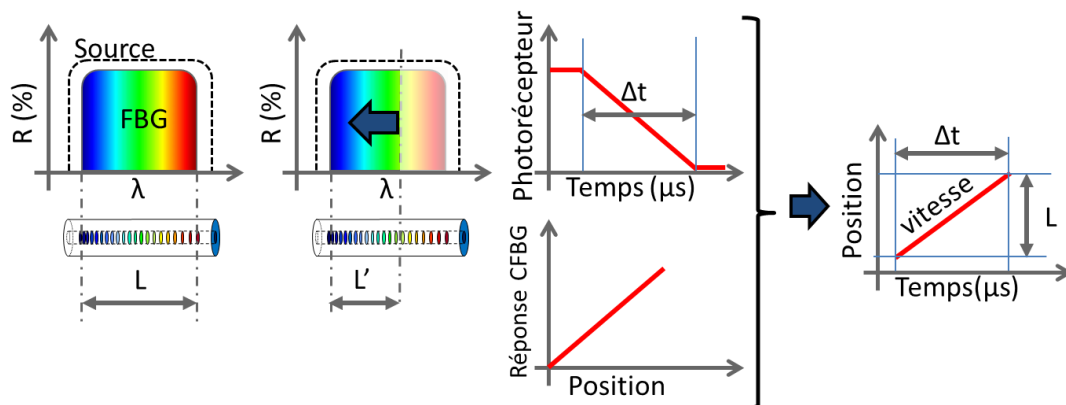 Source
R (%)
FBG
λ
L
R (%)
λ
L’
Photorécepteur
Δt
Temps (µs)
Réponse CFBG
Position
Position
Δt
vitesse
L
Temps(µs)